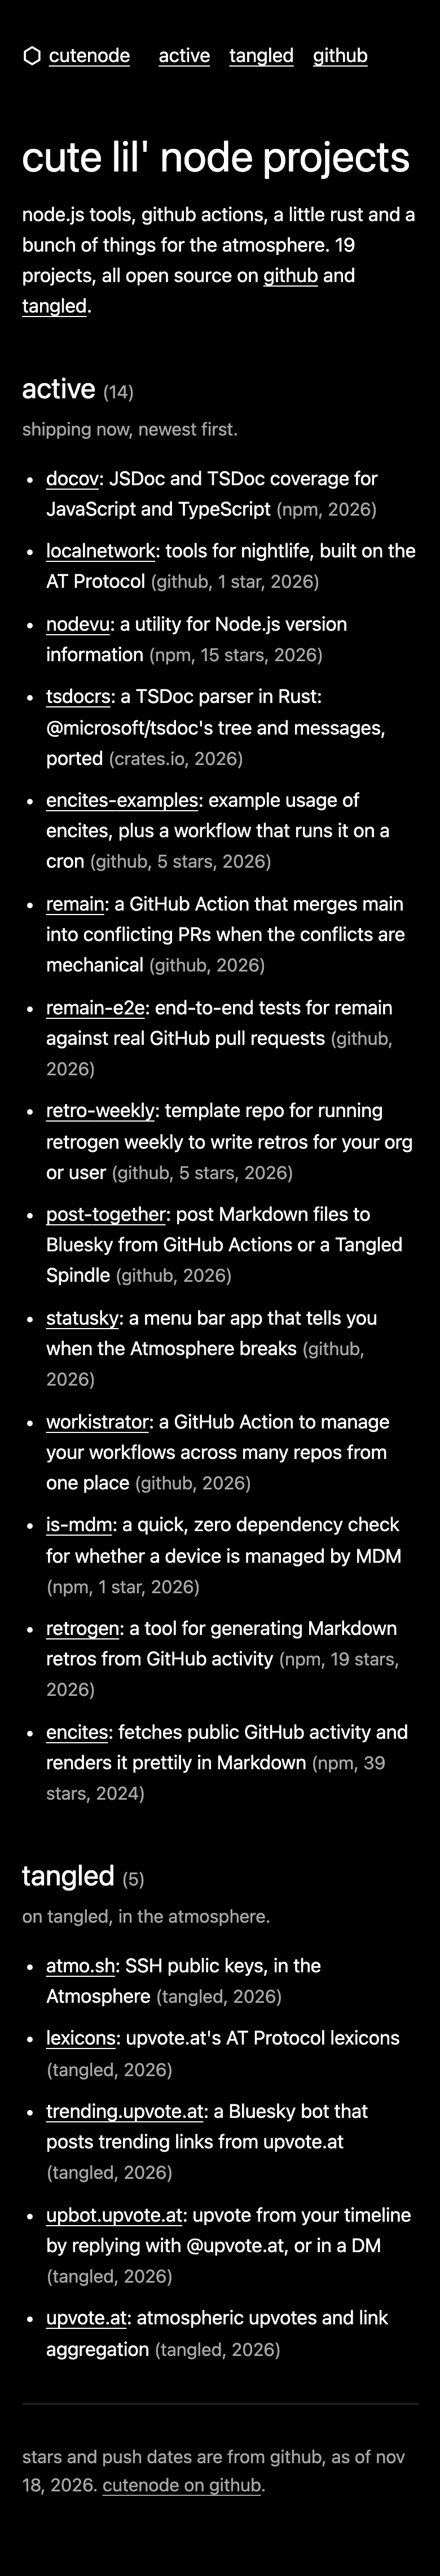 cutenode active tangled github
cute lil' node projects
node.js tools, github actions, a little rust and a
bunch of things for the atmosphere. 19
projects, all open source on github and
tangled.
active (14)
shipping now, newest first.
• docov: JSDoc and TSDoc coverage for
JavaScript and TypeScript (npm, 2026)
• localnetwork: tools for nightlife, built on the
AT Protocol (github, 1 star, 2026)
• nodevu: a utility for Node.js version
information (npm, 15 stars, 2026)
• tsdocrs: a TSDoc parser in Rust:
@microsoft/tsdoc's tree and messages,
ported (crates.io, 2026)
• encites-examples: example usage of
encites, plus a workflow that runs it on a
cron (github, 5 stars, 2026)
• remain: a GitHub Action that merges main
into conflicting PRs when the conflicts are
mechanical (github, 2026)
• remain-e2e: end-to-end tests for remain
against real GitHub pull requests (github,
2026)
• retro-weekly: template repo for running
retrogen weekly to write retros for your org
or user (github, 5 stars, 2026)
• post-together: post Markdown files to
Bluesky from GitHub Actions or a Tangled
Spindle (github, 2026)
• statusky: a menu bar app that tells you
when the Atmosphere breaks (github,
2026)
• workistrator: a GitHub Action to manage
your workflows across many repos from
one place (github, 2026)
• is-mdm: a quick, zero dependency check
for whether a device is managed by MDM
(npm, 1 star, 2026)
• retrogen: a tool for generating Markdown
retros from GitHub activity (npm, 19 stars,
2026)
• encites: fetches public GitHub activity and
renders it prettily in Markdown (npm, 39
stars, 2024)
tangled (5)
on tangled, in the atmosphere.
• atmo.sh: SSH public keys, in the
Atmosphere (tangled, 2026)
• lexicons: upvote.at's AT Protocol lexicons
(tangled, 2026)
• trending.upvote.at: a Bluesky bot that
posts trending links from upvote.at
(tangled, 2026)
• upbot.upvote.at: upvote from your timeline
by replying with @upvote.at, or in a DM
(tangled, 2026)
• upvote.at: atmospheric upvotes and link
aggregation (tangled, 2026)
stars and push dates are from github, as of nov
18, 2026. cutenode on github.